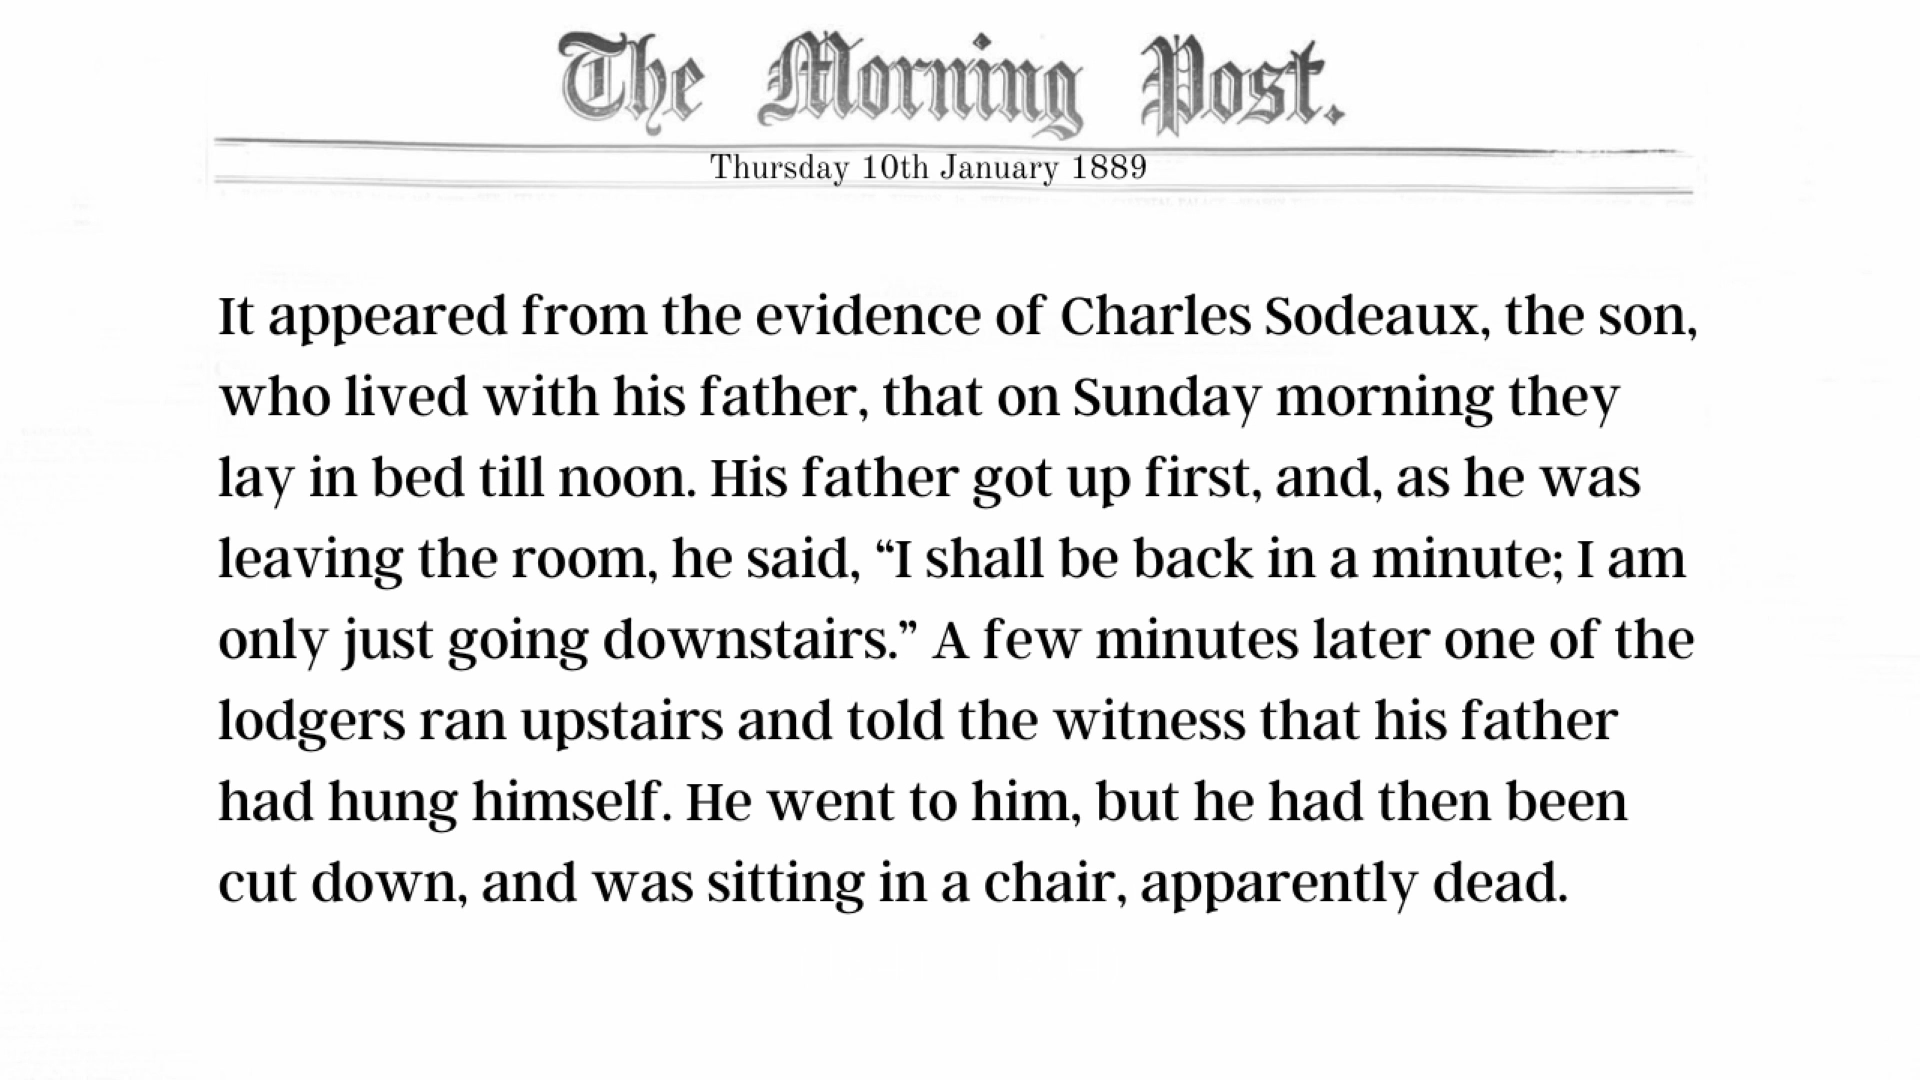 The Morning Post.
Thursday 10th January 1889
It appeared from the evidence of Charles Sodeaux, the son,
who lived with his father, that on Sunday morning they
lay in bed till noon. His father got up first, and, as he was
leaving the room, he said, “I shall be back in a minute; I am
only just going downstairs.” A few minutes later one of the
lodgers ran upstairs and told the witness that his father
had hung himself. He went to him, but he had then been
cut down, and was sitting in a chair, apparently dead.